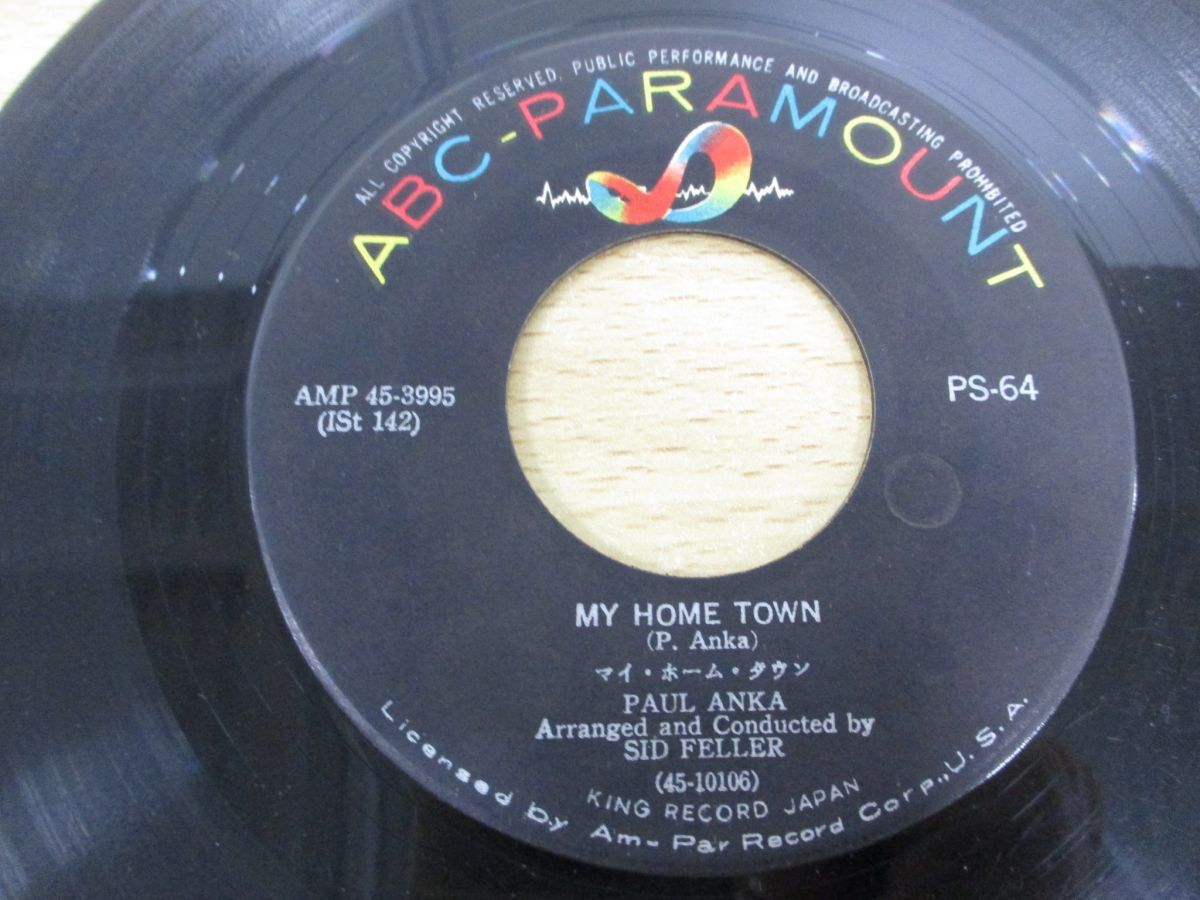 ALL COPYRIGHT RESERVED. PUBLIC PERFORMANCE AND BROADCASTING PROHIBITED
ABC-PARAMOUNT
AMP 45-3995
(ISt 142)
PS-64
MY HOME TOWN
(P. Anka)
マイ・ホーム・タウン
PAUL ANKA
Arranged and Conducted by
SID FELLER
(45-10106)
KING RECORD JAPAN
Licensed by Am-Par Record Corp., U.S.A.